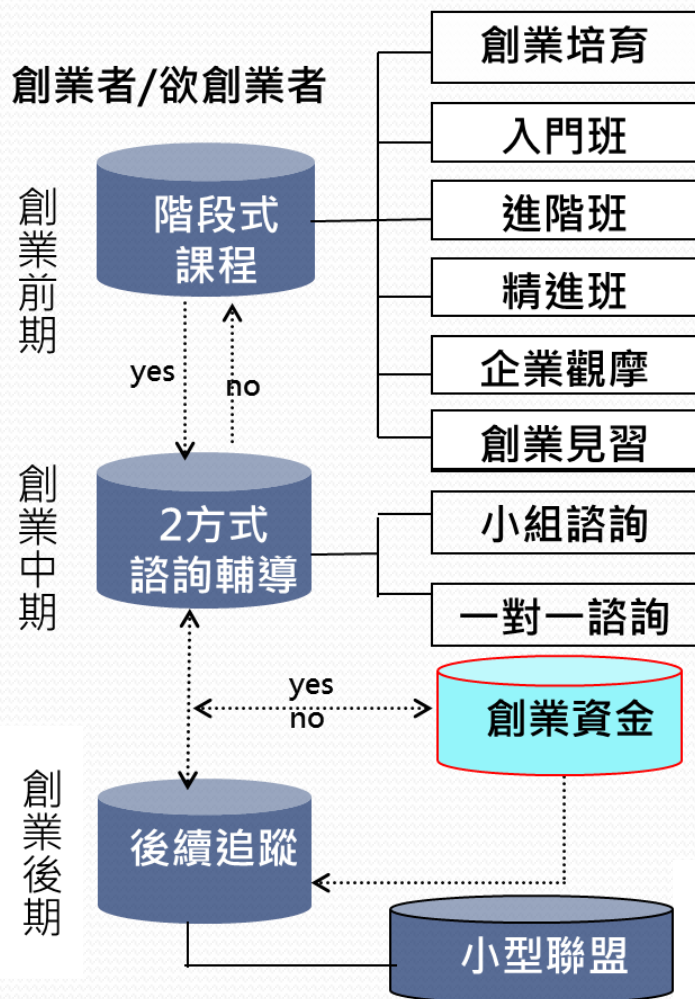 創業者/欲創業者
創業前期
階段式
課程
創業培育
入門班
進階班
精進班
企業觀摩
創業見習
yes
no
創業中期
2方式
諮詢輔導
小組諮詢
一對一諮詢
yes
no
創業資金
創業後期
後續追蹤
小型聯盟